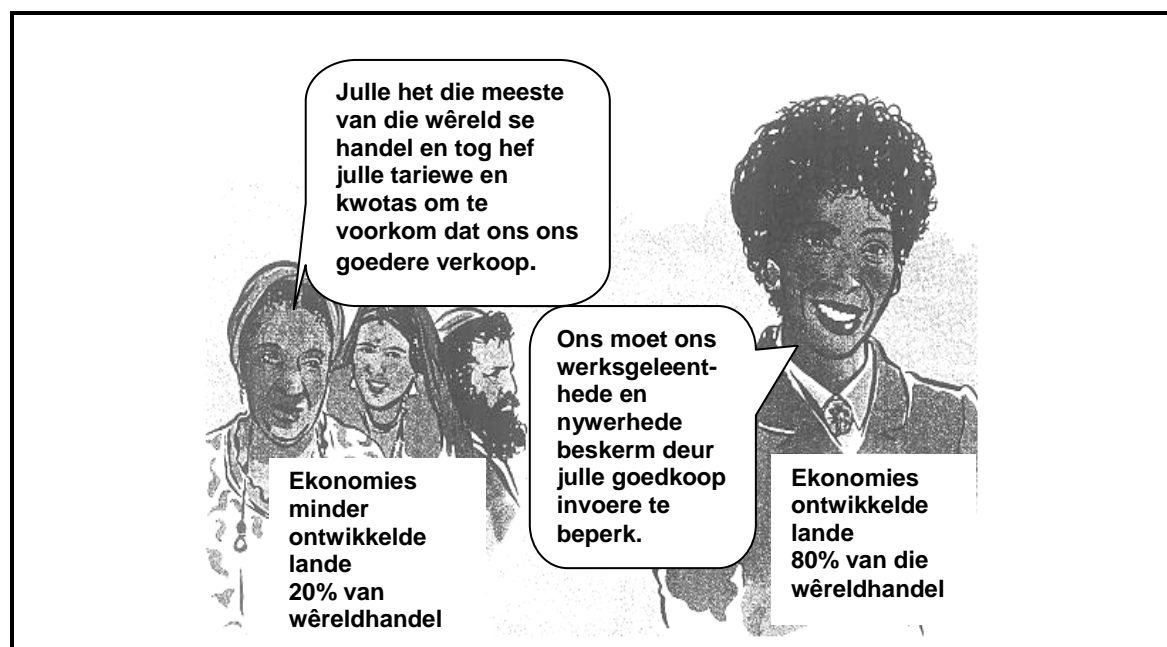 Julle het die meeste
van die wêreld se
handel en tog hef
julle tariewe en
kwotas om te
voorkom dat ons ons
goedere verkoop.
Ons moet ons
werksgeleent-
hede en
nywerhede
beskerm deur
julle goedkoop
invoere te
beperk.
Ekonomies
minder
ontwikkelde
lande
20% van
wêreldhandel
Ekonomies
ontwikkelde
lande
80% van die
wêreldhandel